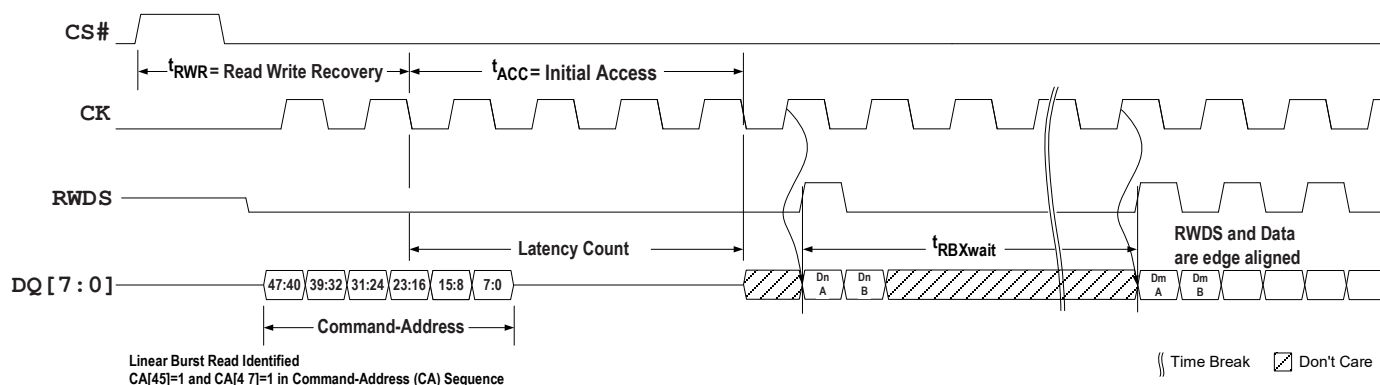 CS#
tRWR= Read Write Recovery
tACC= Initial Access
CK
RWDS
Latency Count
tRBXwait
RWDS and Data
are edge aligned
DQ[7:0]
47:40 39:32 31:24 23:16 15:8 7:0
Dn A
Dn B
Dm A
Dm B
Command-Address
Linear Burst Read Identified
CA[45]=1 and CA[4 7]=1 in Command-Address (CA) Sequence
Time Break
Don't Care